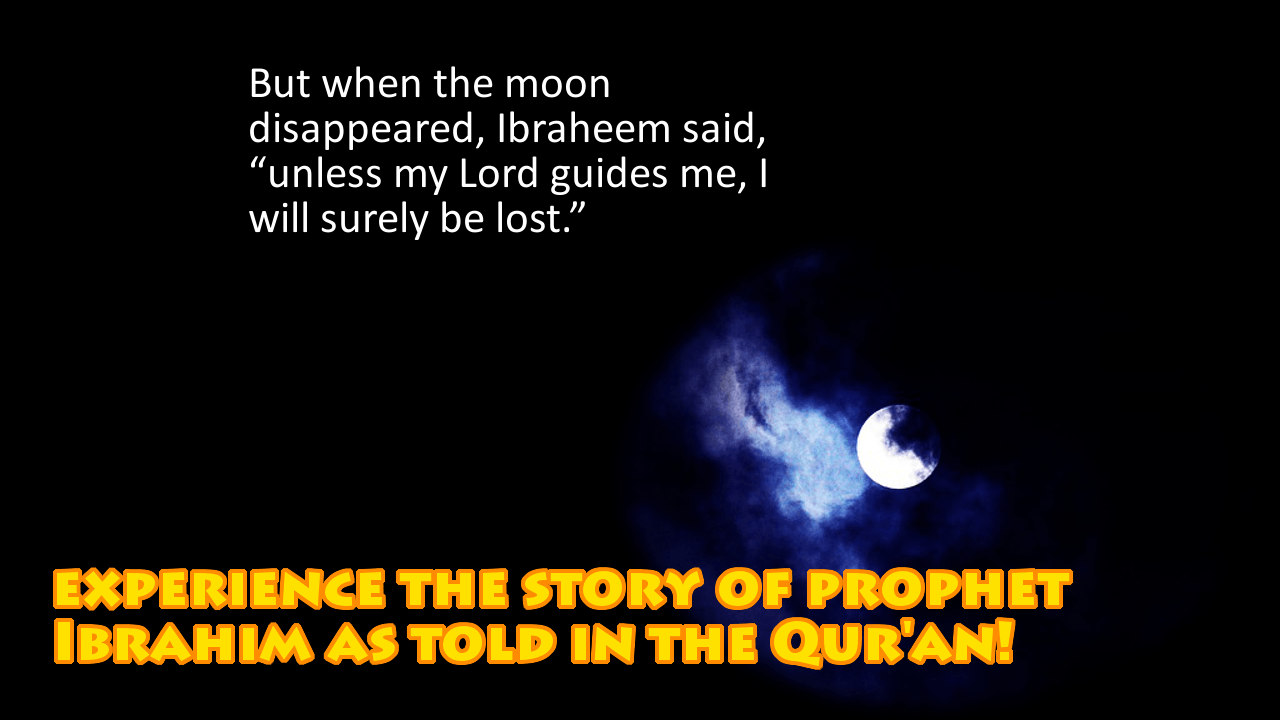 But when the moon
disappeared, Ibraheem said,
“unless my Lord guides me, I
will surely be lost.”
EXPERIENCE THE STORY OF PROPHET
IBRAHIM AS TOLD IN THE QUR'AN!